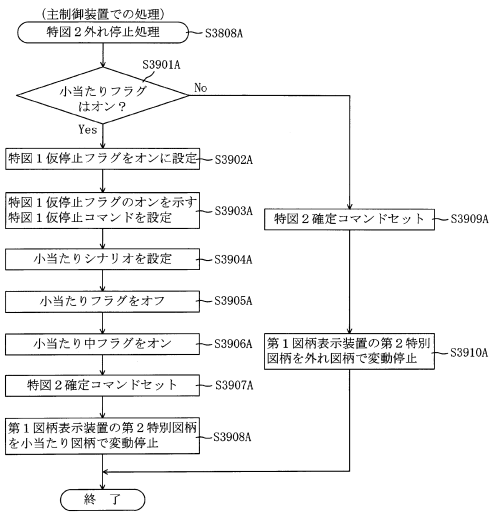 (主制御装置での処理)
特図2外れ停止処理
S3808A
S3901A
小当たりフラグ
はオン?
No
Yes
特図1仮停止フラグをオンに設定
S3902A
特図1仮停止フラグのオンを示す
特図1仮停止コマンドを設定
S3903A
特図2確定コマンドセット
S3909A
小当たりシナリオを設定
S3904A
小当たりフラグをオフ
S3905A
小当たり中フラグをオン
S3906A
第1図柄表示装置の第2特別
図柄を外れ図柄で変動停止
S3910A
特図2確定コマンドセット
S3907A
第1図柄表示装置の第2特別図柄
を小当たり図柄で変動停止
S3908A
終 了